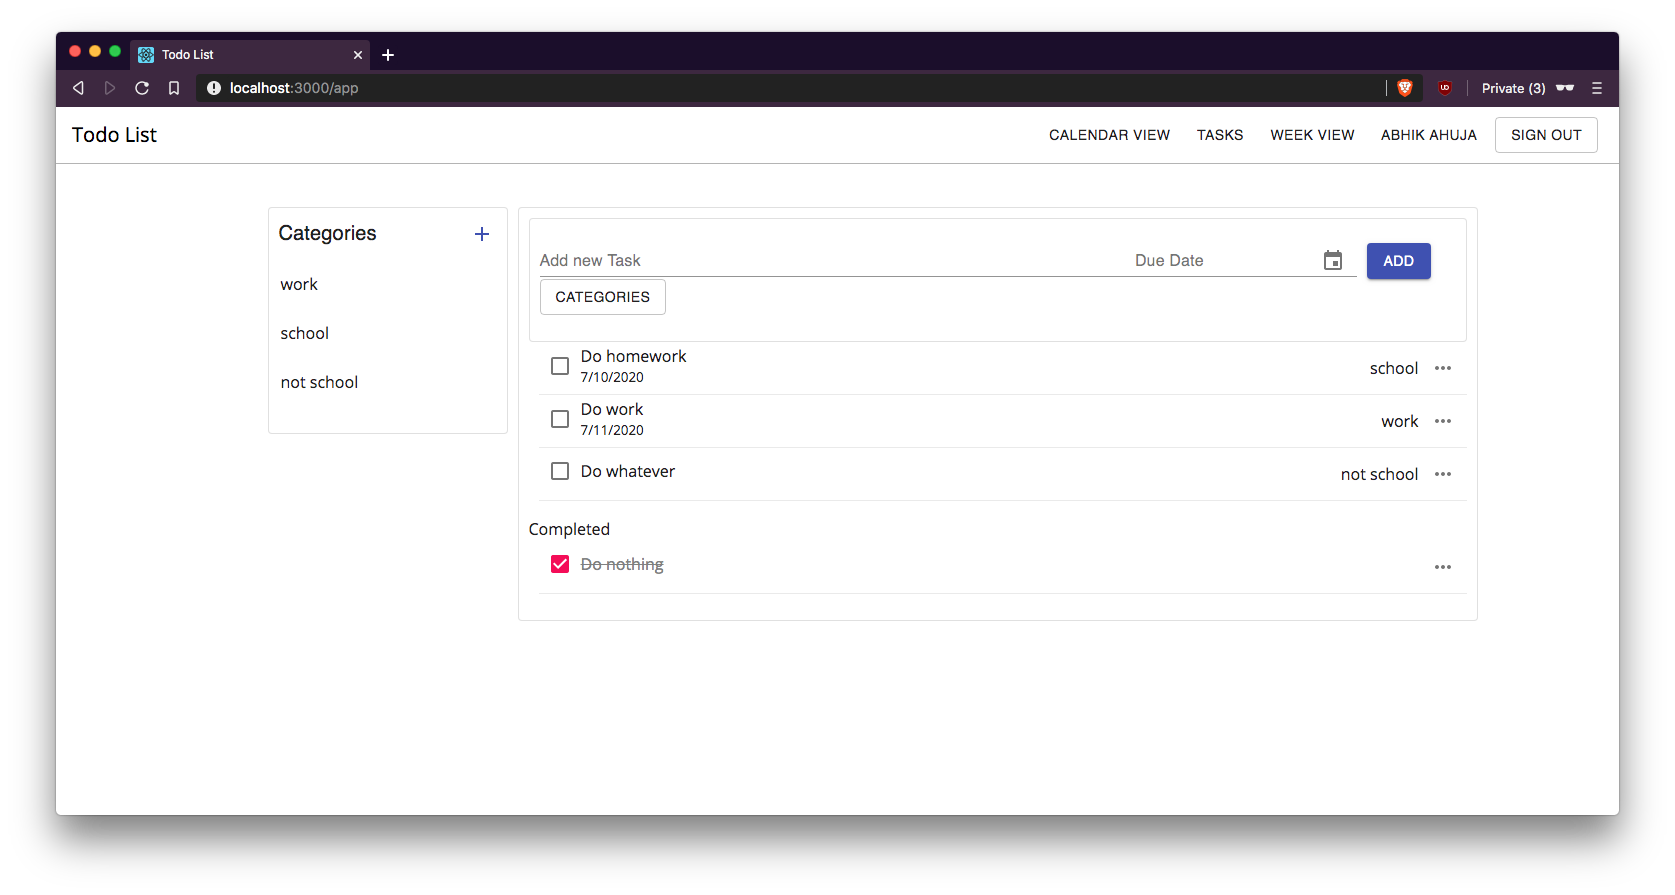 Todo List
localhost:3000/app
Private (3)
Todo List
CALENDAR VIEW
TASKS
WEEK VIEW
ABHIK AHUJA
SIGN OUT
Categories
work
school
not school
Add new Task
Due Date
ADD
CATEGORIES
Do homework
7/10/2020
school
Do work
7/11/2020
work
Do whatever
not school
Completed
Do nothing